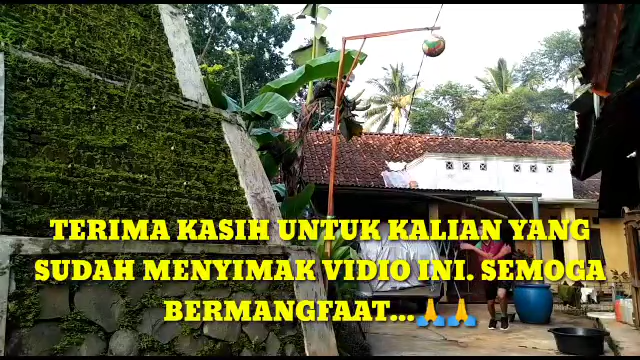 TERIMA KASIH UNTUK KALIAN YANG
SUDAH MENYIMAK VIDIO INI. SEMOGA
BERMANGFAAT...🙏🙏